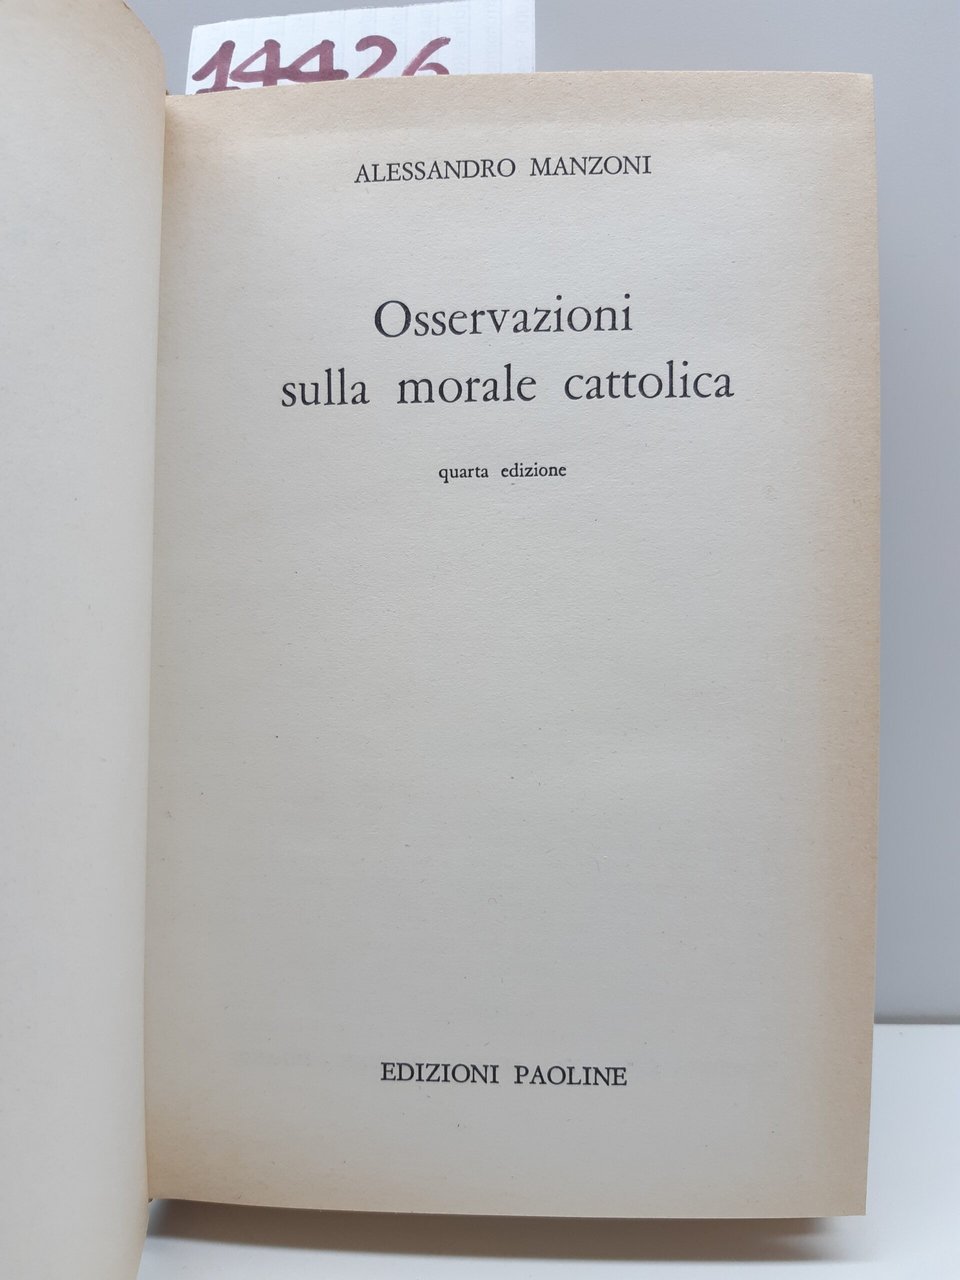 14426
ALESSANDRO MANZONI
Osservazioni
sulla morale cattolica
quarta edizione
EDIZIONI PAOLINE